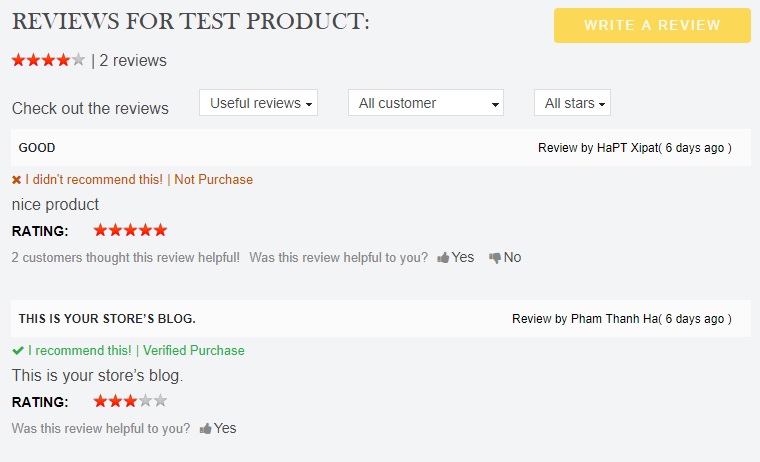 REVIEWS FOR TEST PRODUCT:
WRITE A REVIEW
| 2 reviews
Check out the reviews Useful reviews All customer All stars
GOOD Review by HaPT Xipat( 6 days ago )
I didn't recommend this! | Not Purchase
nice product
RATING:
2 customers thought this review helpful! Was this review helpful to you? Yes No
THIS IS YOUR STORE’S BLOG. Review by Pham Thanh Ha( 6 days ago )
I recommend this! | Verified Purchase
This is your store’s blog.
RATING:
Was this review helpful to you? Yes